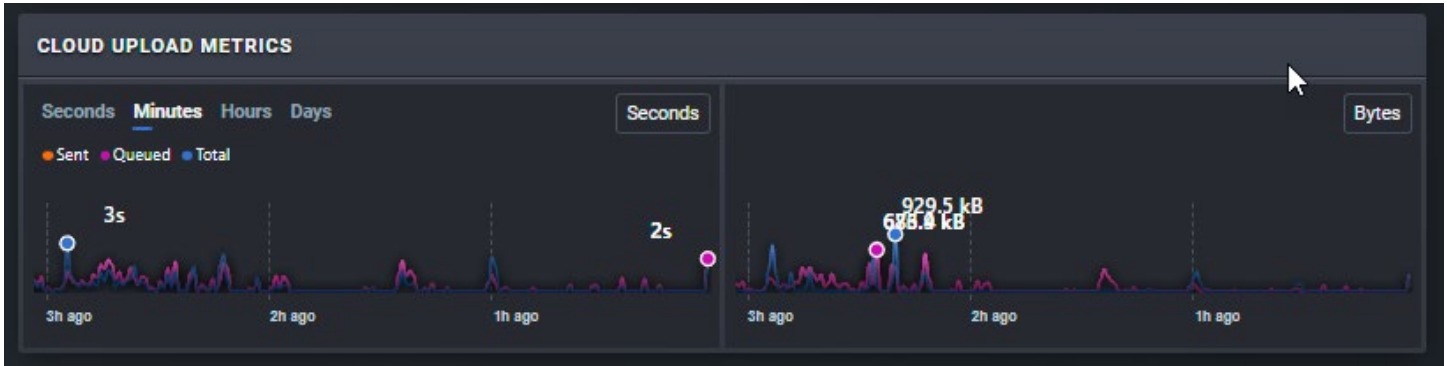 CLOUD UPLOAD METRICS
Seconds Minutes Hours Days
Seconds
Sent Queued Total
3s
2s
3h ago 2h ago 1h ago
Bytes
929.5 kB
kB
3h ago 2h ago 1h ago